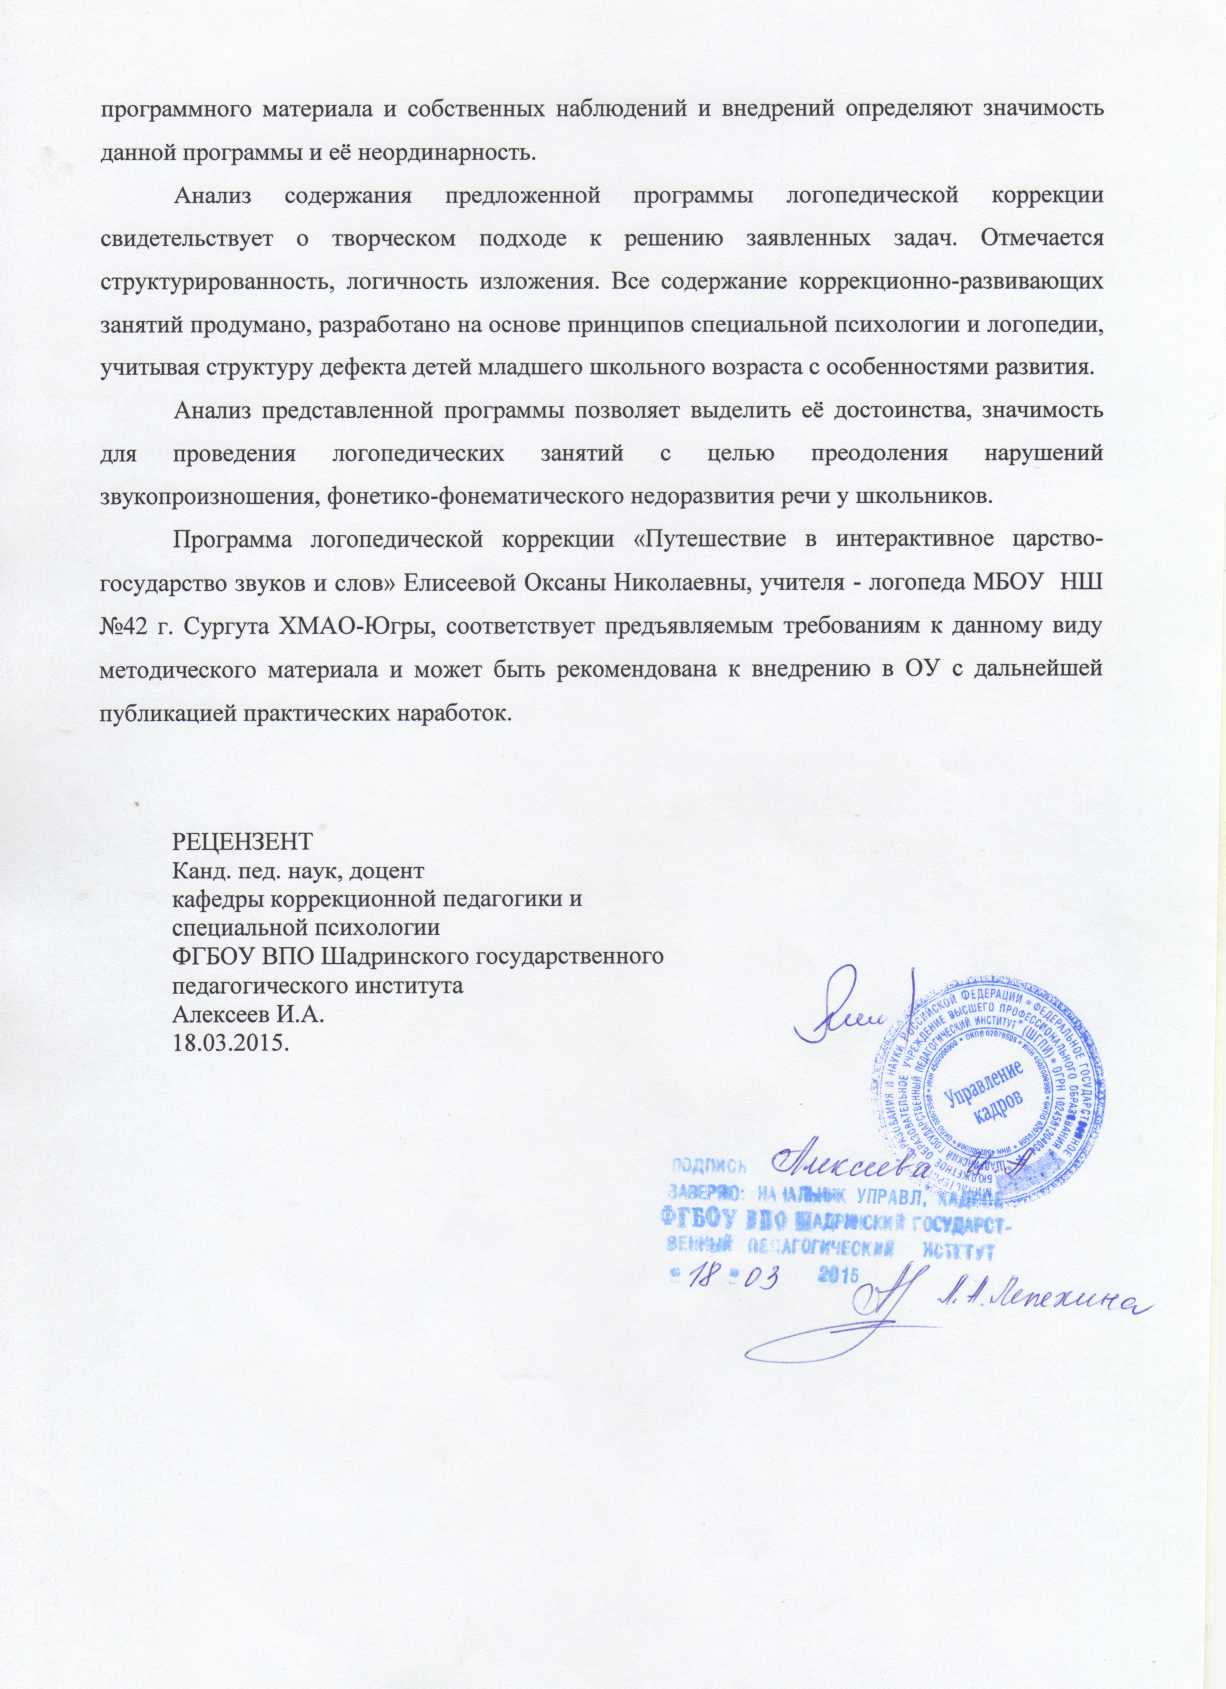 программного материала и собственных наблюдений и внедрений определяют значимость
данной программы и её неординарность.
Анализ содержания предложенной программы логопедической коррекции
свидетельствует о творческом подходе к решению заявленных задач. Отмечается
структурированность, логичность изложения. Все содержание коррекционно-развивающих
занятий продумано, разработано на основе принципов специальной психологии и логопедии,
учитывая структуру дефекта детей младшего школьного возраста с особенностями развития.
Анализ представленной программы позволяет выделить её достоинства, значимость
для проведения логопедических занятий с целью преодоления нарушений
звукопроизношения, фонетико-фонематического недоразвития речи у школьников.
Программа логопедической коррекции «Путешествие в интерактивное царство-
государство звуков и слов» Елисеевой Оксаны Николаевны, учителя - логопеда МБОУ НШ
№42 г. Сургута ХМАО-Югры, соответствует предъявляемым требованиям к данному виду
методического материала и может быть рекомендована к внедрению в ОУ с дальнейшей
публикацией практических наработок.
РЕЦЕНЗЕНТ
Канд. пед. наук, доцент
кафедры коррекционной педагогики и
специальной психологии
ФГБОУ ВПО Шадринского государственного
педагогического института
Алексеев И.А.
18.03.2015.
Управление
кадров
ПОДПИСЬ Алексеева И А
ЗАВЕРЯЮ: НАЧАЛЬНИК УПРАВЛ. КАДРОВ
ФГБОУ ВПО ШАДРИНСКИЙ ГОСУДАРСТ-
ВЕННЫЙ ПЕДАГОГИЧЕСКИЙ
"18" 03 2015 Л.А. Лепехина